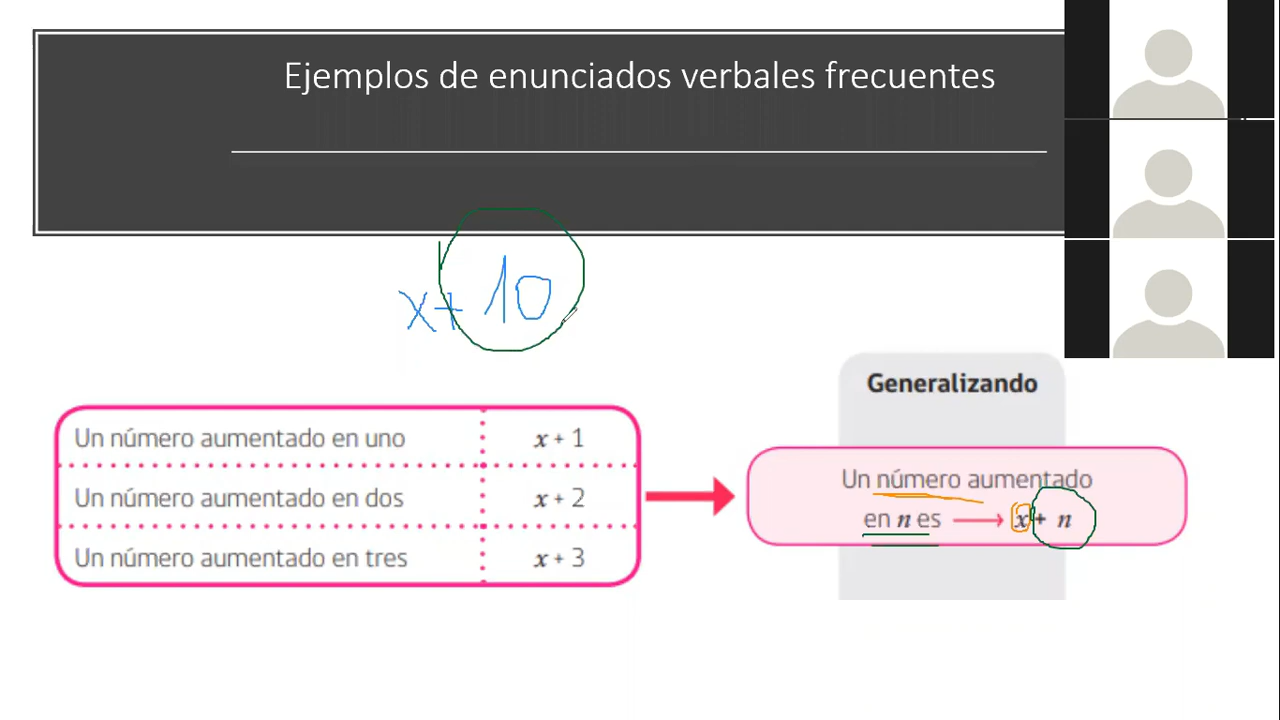 Ejemplos de enunciados verbales frecuentes
x+ 10
Un número aumentado en uno x + 1
Un número aumentado en dos x + 2
Un número aumentado en tres x + 3
Generalizando
Un número aumentado
en n es → x + n